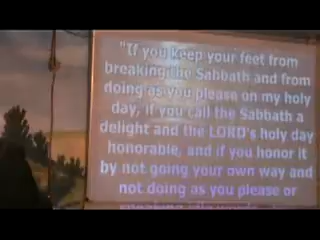 "If you keep your feet from
breaking the Sabbath and from
doing as you please on my holy
day, if you call the Sabbath a
delight and the LORD's holy day
honorable, and if you honor it
by not going your own way and
not doing as you please or